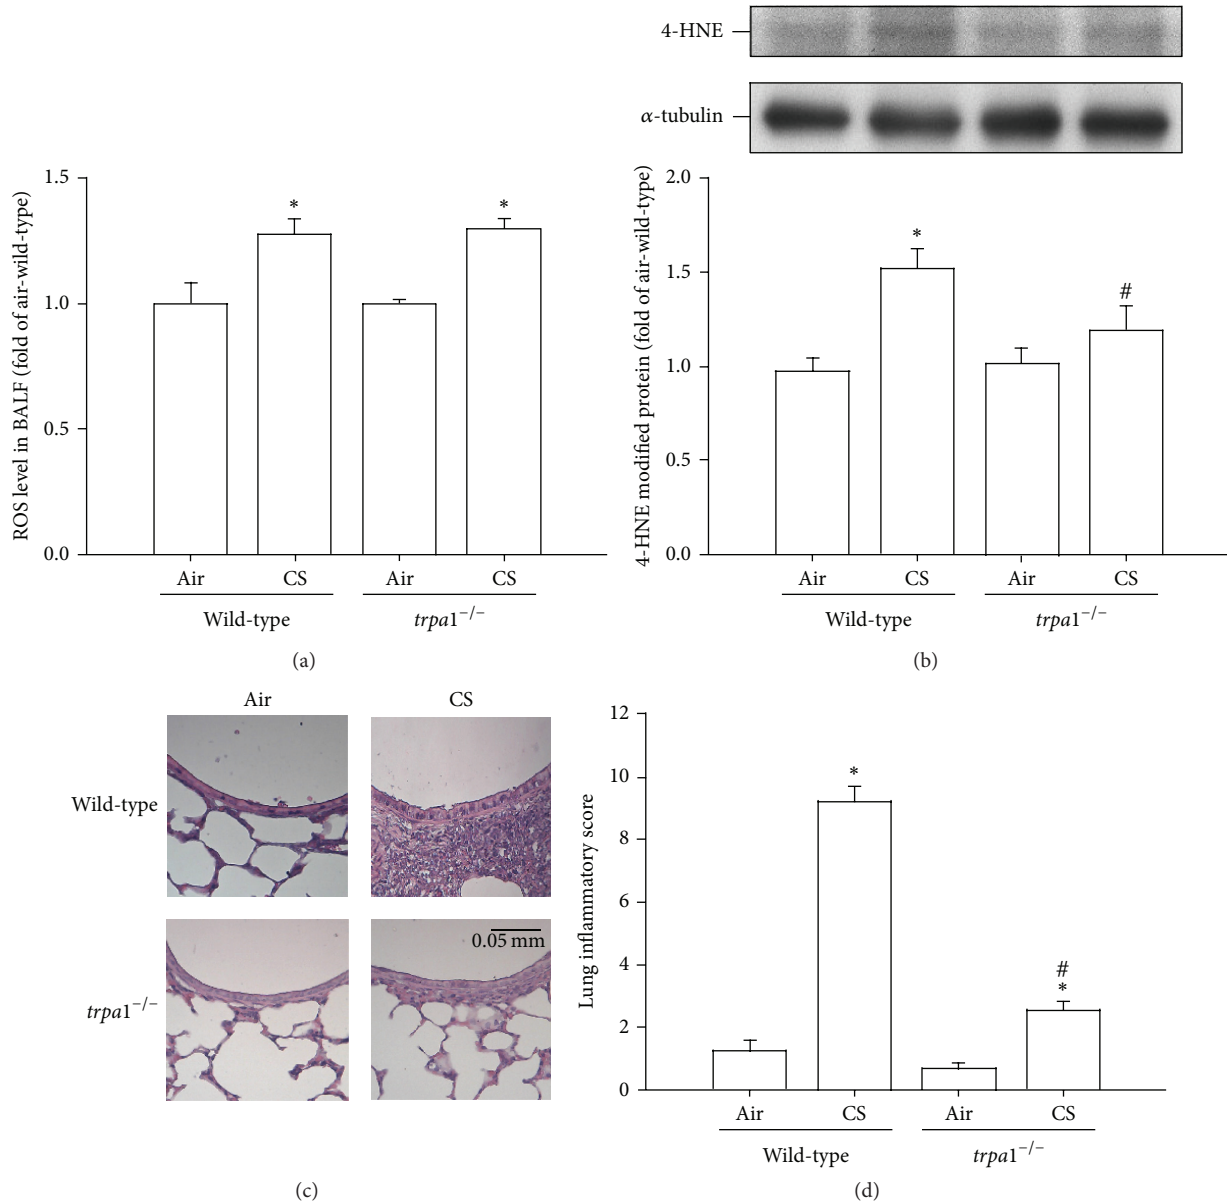 4-HNE
α-tubulin
ROS level in BALF (fold of air-wild-type)
1.5
1.0
0.5
0.0
*
*
Air
CS
Air
CS
Wild-type
trpa1−/−
(a)
4-HNE modified protein (fold of air-wild-type)
2.0
1.5
1.0
0.5
0.0
*
#
Air
CS
Air
CS
Wild-type
trpa1−/−
(b)
Air
CS
Wild-type
trpa1−/−
0.05 mm
(c)
Lung inflammatory score
12
10
8
6
4
2
0
*
#
*
Air
CS
Air
CS
Wild-type
trpa1−/−
(d)